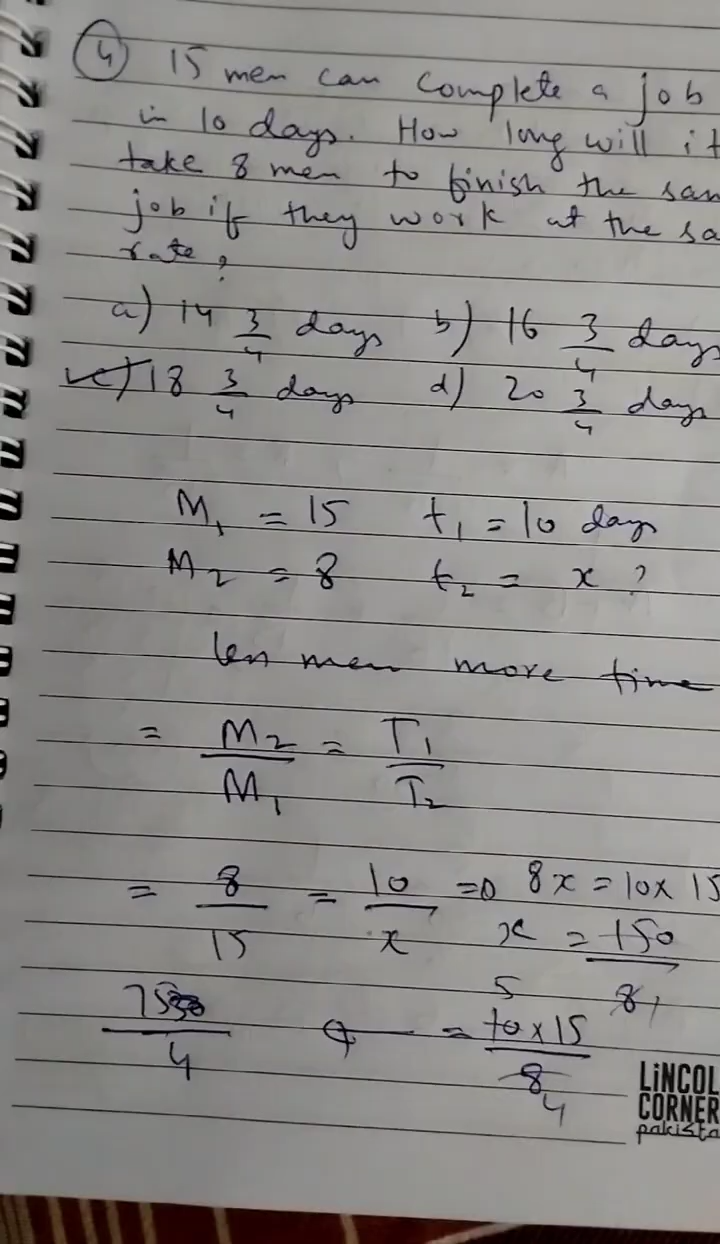 4 15 men can complete a job
in 10 days. How long will it
take 8 men to finish the sam
job if they work at the sa
rate?
a) 14 3/4 days b) 16 3/4 days
c) 18 3/4 days d) 20 3/4 days
M₁ = 15 t₁ = 10 days
M₂ = 8 t₂ = x ?
less men more time
= M₂/M₁ = T₁/T₂
= 8/15 = 10/x => 8x = 10 x 15
x = 150/8
75/4 = 10 x 15/8
5
4
LiNCOL
CORNER
pakista